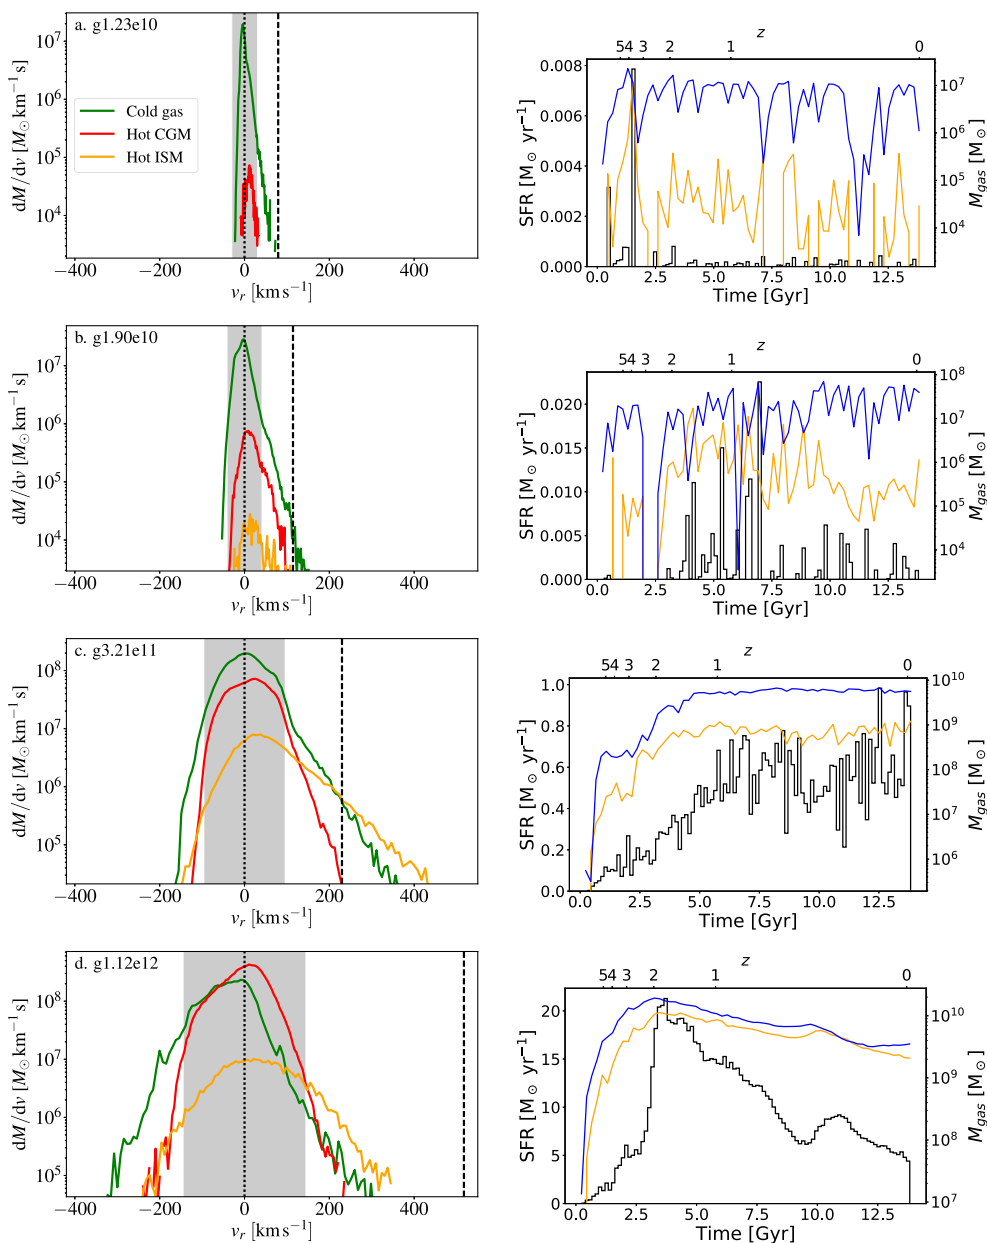 a. g1.23e10
10⁷
10⁶
10⁵
10⁴
dM/dv [M⊙ km⁻¹ s]
Cold gas
Hot CGM
Hot ISM
−400 −200 0 200 400
v_r [km s⁻¹]
z
54 3 2 1 0
0.008
0.006
0.004
0.002
0.000
SFR [M⊙ yr⁻¹]
10⁷
10⁶
10⁵
10⁴
M_gas [M⊙]
0.0 2.5 5.0 7.5 10.0 12.5
Time [Gyr]
b. g1.90e10
10⁷
10⁶
10⁵
10⁴
dM/dv [M⊙ km⁻¹ s]
−400 −200 0 200 400
v_r [km s⁻¹]
z
54 3 2 1 0
0.020
0.015
0.010
0.005
0.000
SFR [M⊙ yr⁻¹]
10⁸
10⁷
10⁶
10⁵
10⁴
M_gas [M⊙]
0.0 2.5 5.0 7.5 10.0 12.5
Time [Gyr]
c. g3.21e11
10⁸
10⁷
10⁶
10⁵
dM/dv [M⊙ km⁻¹ s]
−400 −200 0 200 400
v_r [km s⁻¹]
z
54 3 2 1 0
1.0
0.8
0.6
0.4
0.2
0.0
SFR [M⊙ yr⁻¹]
10¹⁰
10⁹
10⁸
10⁷
10⁶
M_gas [M⊙]
0.0 2.5 5.0 7.5 10.0 12.5
Time [Gyr]
d. g1.12e12
10⁸
10⁷
10⁶
10⁵
dM/dv [M⊙ km⁻¹ s]
−400 −200 0 200 400
v_r [km s⁻¹]
z
54 3 2 1 0
20
15
10
5
0
SFR [M⊙ yr⁻¹]
10¹⁰
10⁹
10⁸
10⁷
M_gas [M⊙]
0.0 2.5 5.0 7.5 10.0 12.5
Time [Gyr]